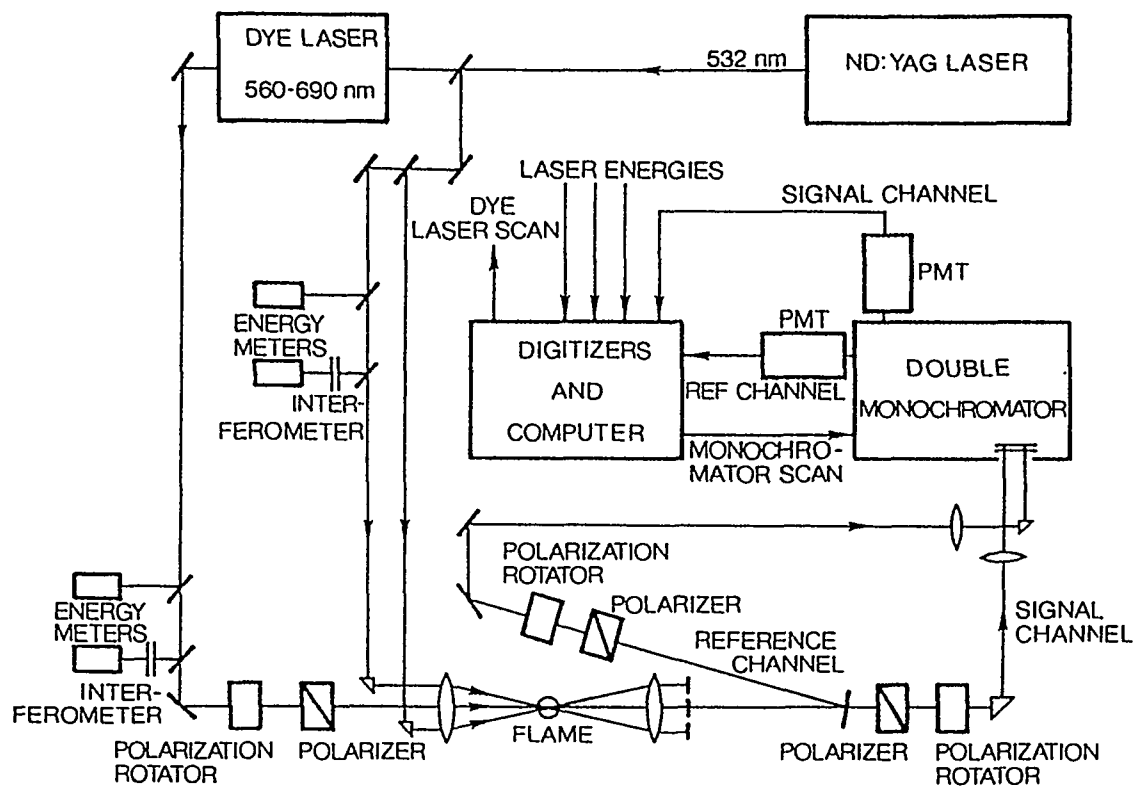 DYE LASER
560-690 nm
532 nm
ND:YAG LASER
LASER ENERGIES
DYE
LASER SCAN
SIGNAL CHANNEL
PMT
PMT
ENERGY
METERS
INTER-
FEROMETER
DIGITIZERS
AND
COMPUTER
REF CHANNEL
DOUBLE
MONOCHROMATOR
MONOCHRO-
MATOR SCAN
POLARIZATION
ROTATOR
POLARIZER
REFERENCE
CHANNEL
SIGNAL
CHANNEL
ENERGY
METERS
INTER-
FEROMETER
POLARIZATION
ROTATOR
POLARIZER
FLAME
POLARIZER
POLARIZATION
ROTATOR